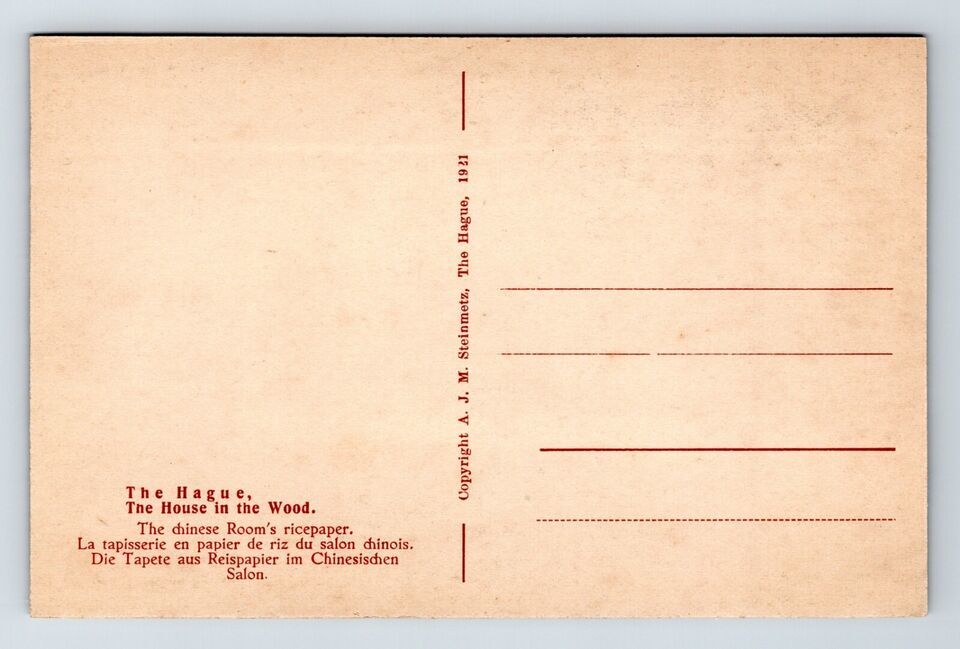 The Hague,
The House in the Wood.
The chinese Room's ricepaper.
La tapisserie en papier de riz du salon chinois.
Die Tapete aus Reispapier im Chinesischen
Salon.
Copyright A. J. M. Steinmetz, The Hague, 1921